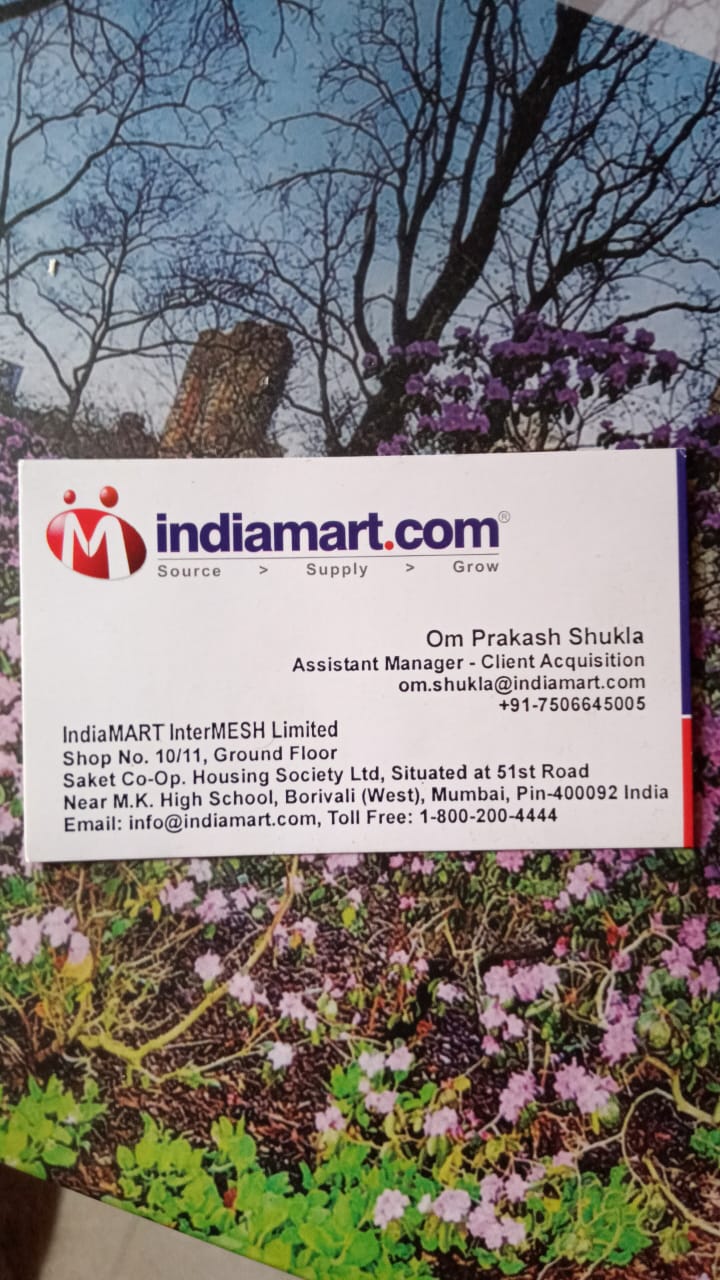 indiamart.com®
Source > Supply > Grow
Om Prakash Shukla
Assistant Manager - Client Acquisition
om.shukla@indiamart.com
+91-7506645005
IndiaMART InterMESH Limited
Shop No. 10/11, Ground Floor
Saket Co-Op. Housing Society Ltd, Situated at 51st Road
Near M.K. High School, Borivali (West), Mumbai, Pin-400092 India
Email: info@indiamart.com, Toll Free: 1-800-200-4444